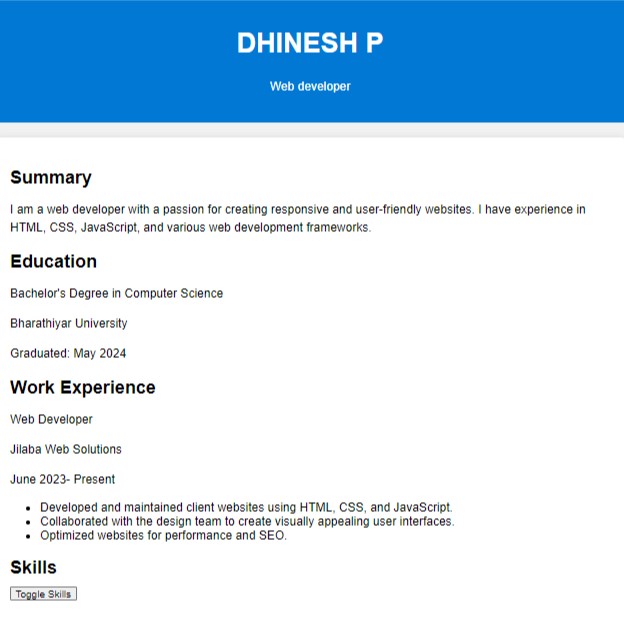 DHINESH P
Web developer
Summary
I am a web developer with a passion for creating responsive and user-friendly websites. I have experience in
HTML, CSS, JavaScript, and various web development frameworks.
Education
Bachelor's Degree in Computer Science
Bharathiyar University
Graduated: May 2024
Work Experience
Web Developer
Jilaba Web Solutions
June 2023- Present
• Developed and maintained client websites using HTML, CSS, and JavaScript.
• Collaborated with the design team to create visually appealing user interfaces.
• Optimized websites for performance and SEO.
Skills
Toggle Skills